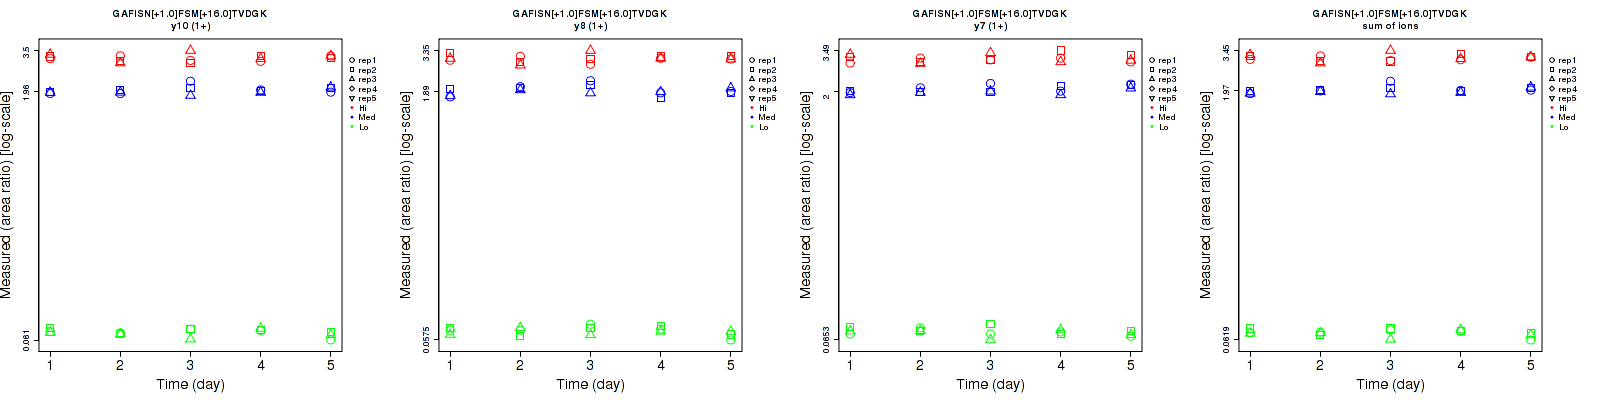 GAFISN[+1.0]FSM[+16.0]TVDGK
y10 (1+)
Measured (area ratio) [log-scale]
3.5
1.98
0.061
1 2 3 4 5
Time (day)
rep1
rep2
rep3
rep4
rep5
Hi
Med
Lo
GAFISN[+1.0]FSM[+16.0]TVDGK
y8 (1+)
Measured (area ratio) [log-scale]
3.35
1.89
0.0575
1 2 3 4 5
Time (day)
rep1
rep2
rep3
rep4
rep5
Hi
Med
Lo
GAFISN[+1.0]FSM[+16.0]TVDGK
y7 (1+)
Measured (area ratio) [log-scale]
3.49
2
0.0653
1 2 3 4 5
Time (day)
rep1
rep2
rep3
rep4
rep5
Hi
Med
Lo
GAFISN[+1.0]FSM[+16.0]TVDGK
sum of ions
Measured (area ratio) [log-scale]
3.45
1.97
0.0619
1 2 3 4 5
Time (day)
rep1
rep2
rep3
rep4
rep5
Hi
Med
Lo